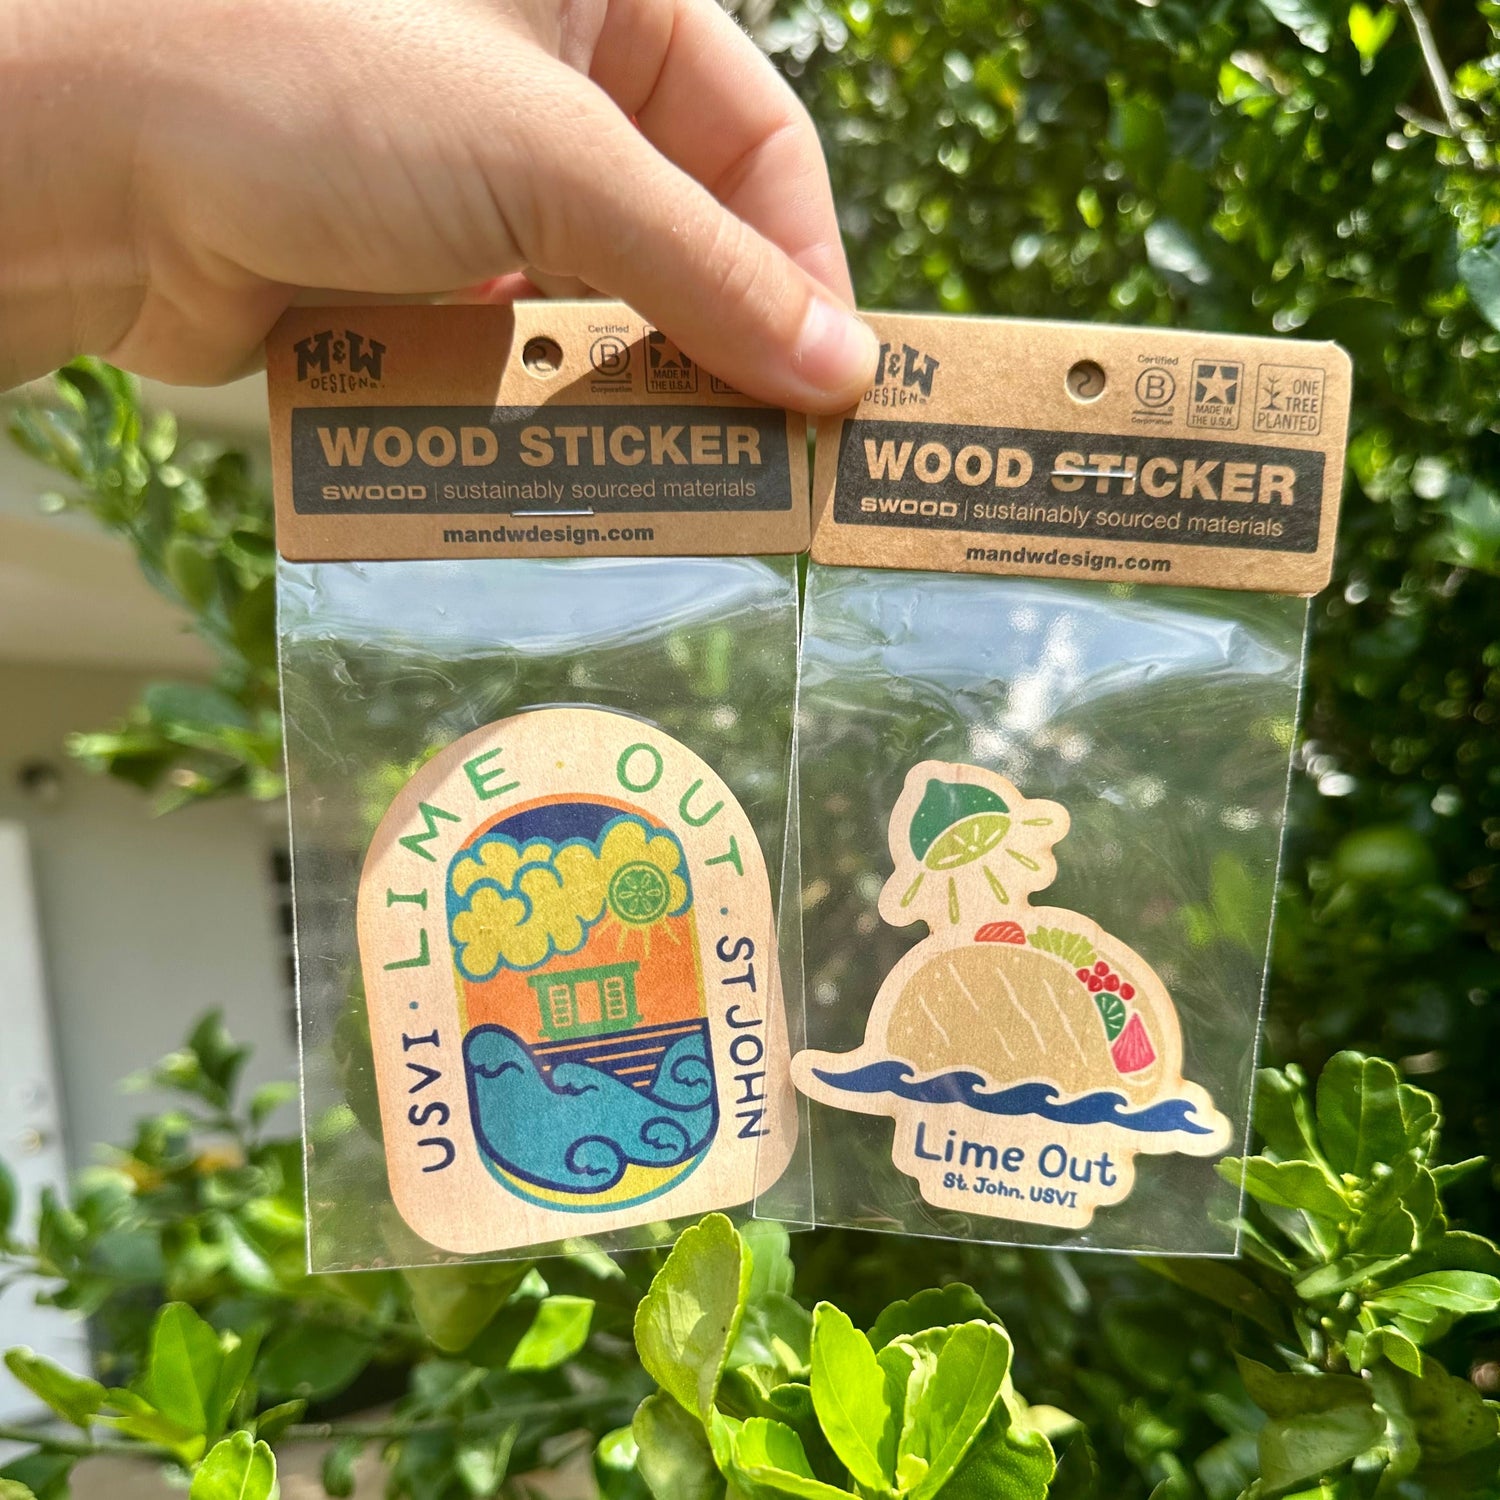 M&W
DESIGN
Certified
B
Corporation
MADE IN
THE U.S.A.
WOOD STICKER
SWOOD | sustainably sourced materials
mandwdesign.com
LIME OUT · ST JOHN
USVI ·
&W
DESIGN
Certified
B
Corporation
MADE IN
THE U.S.A.
ONE
TREE
PLANTED
WOOD STICKER
SWOOD | sustainably sourced materials
mandwdesign.com
Lime Out
St. John, USVI